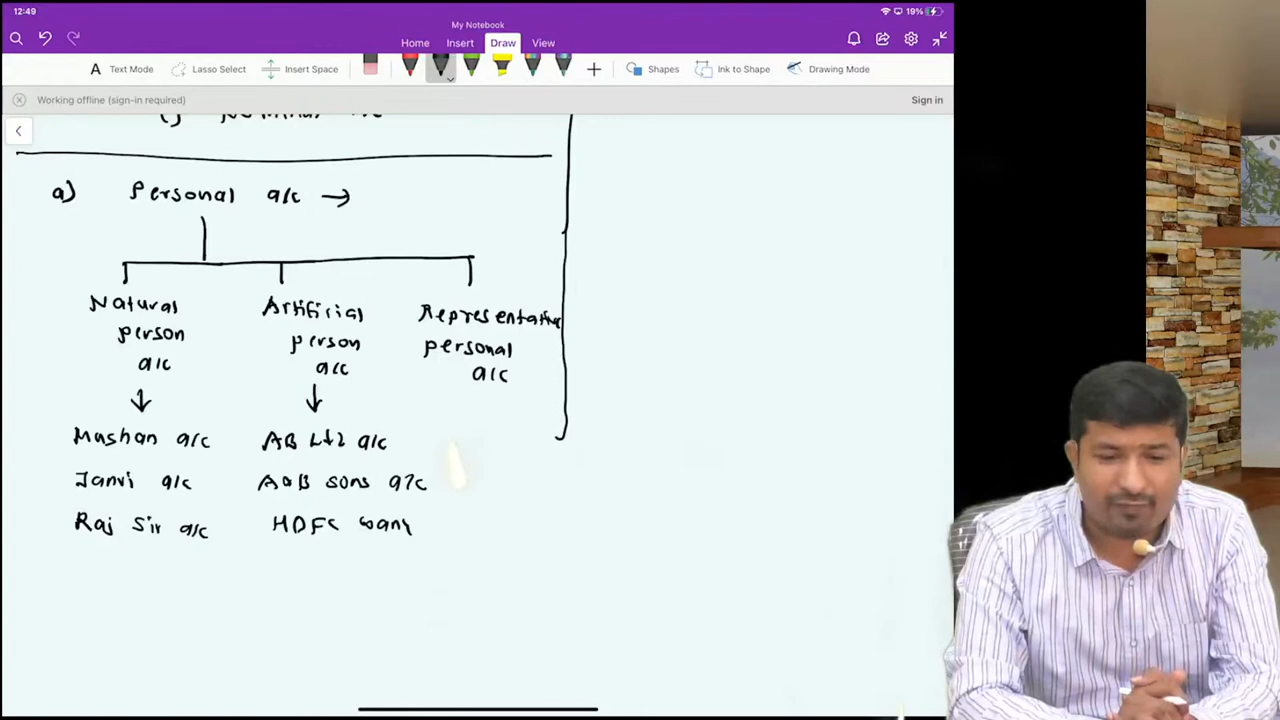 12:49
19%
My Notebook
Home Insert Draw View
Text Mode Lasso Select Insert Space Shapes Ink to Shape Drawing Mode
Working offline (sign-in required) Sign in
a) Personal a/c →
Natural person a/c
Artificial person a/c
Representative personal a/c
Mashan a/c AB Ltd a/c
Janvi a/c A&B sons a/c
Raj Sir a/c HDFC bank